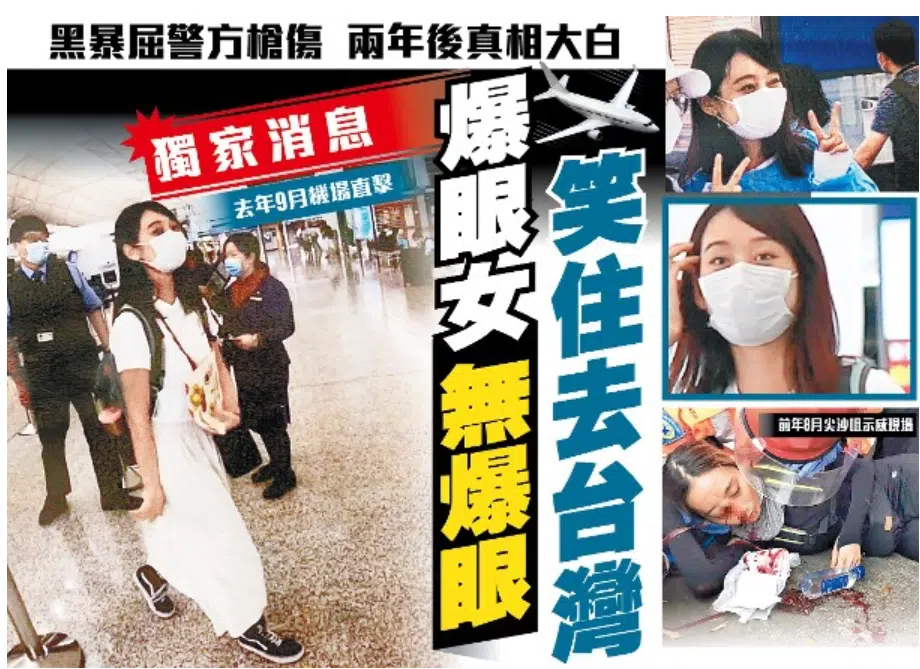 黑暴屈警方槍傷 兩年後真相大白
獨家消息
去年9月機場直擊
爆眼女無爆眼
笑住去台灣
前年8月尖沙咀示威現場